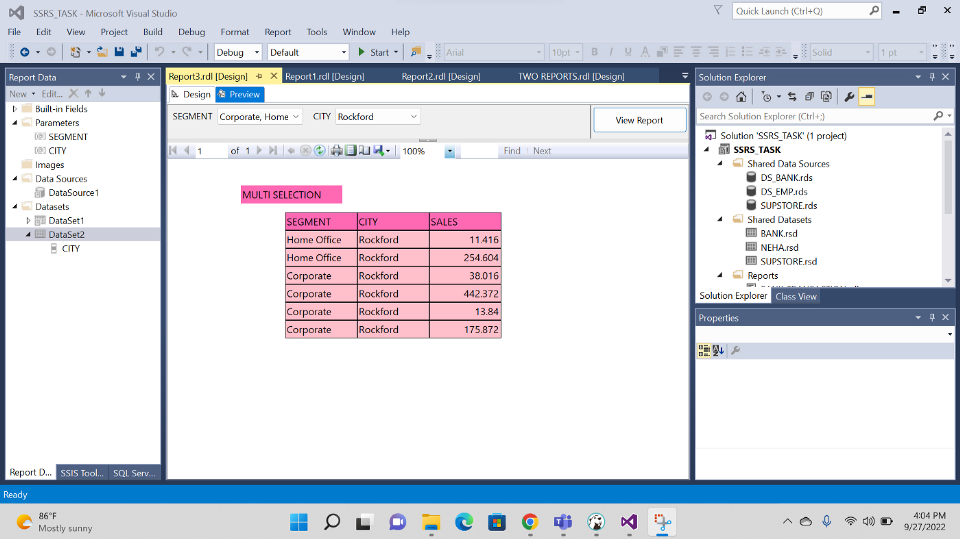 SSRS_TASK - Microsoft Visual Studio
Quick Launch (Ctrl+Q)
File Edit View Project Build Debug Format Report Tools Window Help
Debug Default Start Arial 10pt B I U A Solid 1 pt
Report Data
New Edit...
Built-in Fields
Parameters
SEGMENT
CITY
Images
Data Sources
DataSource1
Datasets
DataSet1
DataSet2
CITY
Report D... SSIS Tool... SQL Serv...
Report3.rdl [Design] Report1.rdl [Design] Report2.rdl [Design] TWO REPORTS.rdl [Design]
Design Preview
SEGMENT Corporate, Home CITY Rockford View Report
1 of 1 100% Find Next
MULTI SELECTION
SEGMENT CITY SALES
Home Office Rockford 11.416
Home Office Rockford 254.604
Corporate Rockford 38.016
Corporate Rockford 442.372
Corporate Rockford 13.84
Corporate Rockford 175.872
Solution Explorer
Search Solution Explorer (Ctrl+;)
Solution 'SSRS_TASK' (1 project)
SSRS_TASK
Shared Data Sources
DS_BANK.rds
DS_EMP.rds
SUPSTORE.rds
Shared Datasets
BANK.rsd
NEHA.rsd
SUPSTORE.rsd
Reports
Solution Explorer Class View
Properties
Ready
86°F
Mostly sunny
4:04 PM
9/27/2022